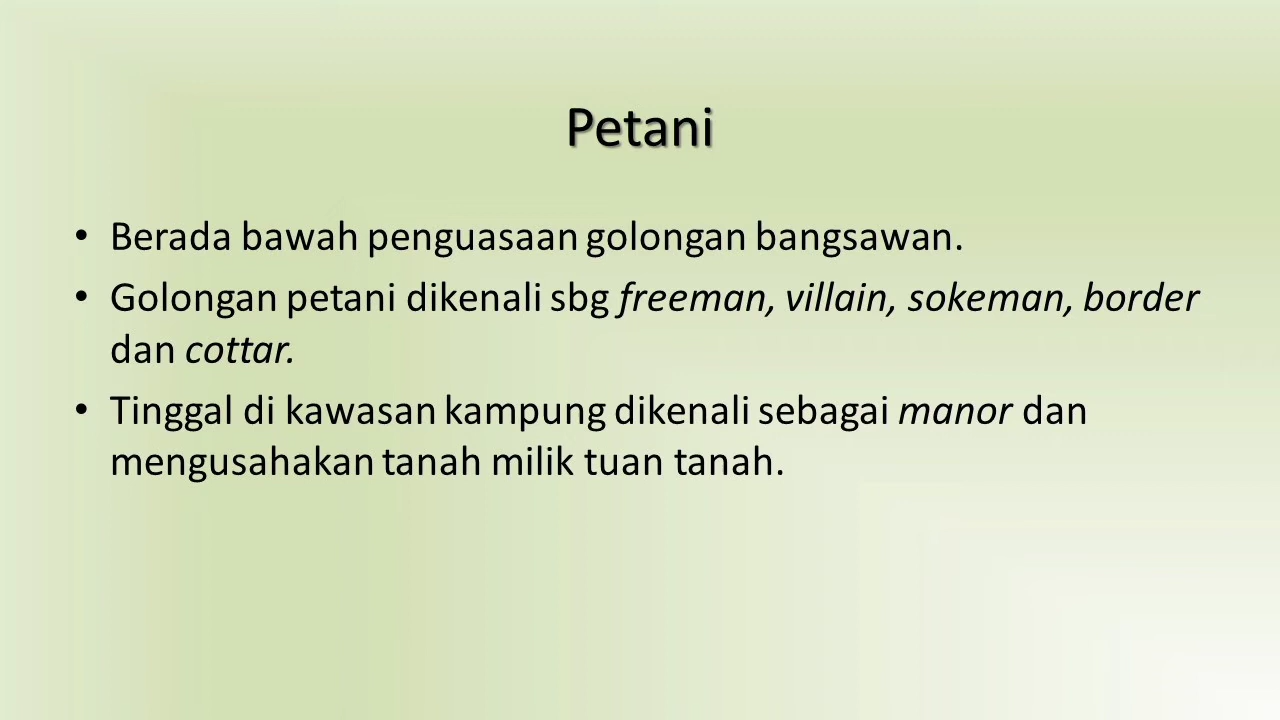 Petani
• Berada bawah penguasaan golongan bangsawan.
• Golongan petani dikenali sbg freeman, villain, sokeman, border
dan cottar.
• Tinggal di kawasan kampung dikenali sebagai manor dan
mengusahakan tanah milik tuan tanah.